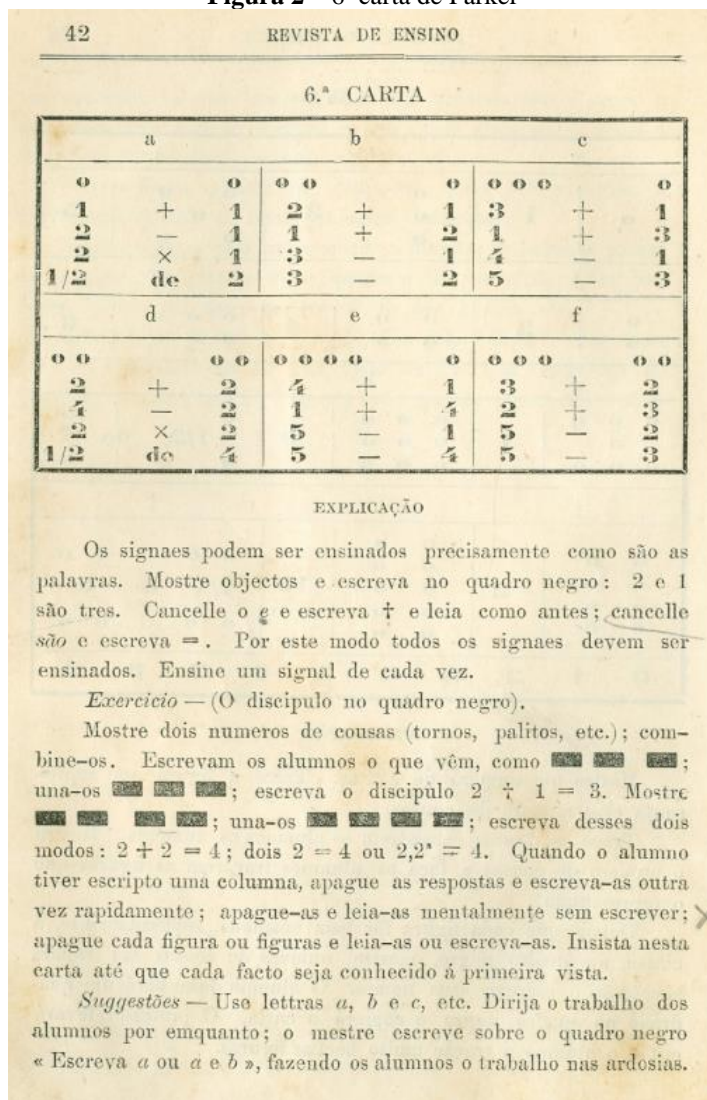 Figura 2 – 6ª carta de Parker
42 REVISTA DE ENSINO
6.ª CARTA
a b c
o o o o o o o o o
1 + 1 2 + 1 3 + 1
2 — 1 1 + 2 1 + 3
2 × 1 3 — 1 4 — 1
1/2 de 2 3 — 2 5 — 3
d e f
o o o o o o o o o o o o o o
2 + 2 4 + 1 3 + 2
4 — 2 1 + 4 2 + 3
2 × 2 5 — 1 5 — 2
1/2 de 4 5 — 4 5 — 3
EXPLICAÇÃO
Os signaes podem ser ensinados precisamente como são as
palavras. Mostre objectos e escreva no quadro negro: 2 e 1
são tres. Cancelle o e e escreva † e leia como antes; cancelle
são e escreva =. Por este modo todos os signaes devem ser
ensinados. Ensine um signal de cada vez.
Exercicio — (O discipulo no quadro negro).
Mostre dois numeros de cousas (tornos, palitos, etc.); com-
bine-os. Escrevam os alumnos o que vêm, como ;
una-os ; escreva o discipulo 2 † 1 = 3. Mostre
; una-os ; escreva desses dois
modos: 2 + 2 = 4; dois 2 = 4 ou 2,2ˢ = 4. Quando o alumno
tiver escripto uma columna, apague as respostas e escreva-as outra
vez rapidamente; apague-as e leia-as mentalmente sem escrever;
apague cada figura ou figuras e leia-as ou escreva-as. Insista nesta
carta até que cada facto seja conhecido á primeira vista.
Suggestões — Use lettras a, b e c, etc. Dirija o trabalho dos
alumnos por emquanto; o mestre escreve sobre o quadro negro
« Escreva a ou a e b », fazendo os alumnos o trabalho nas ardosias.